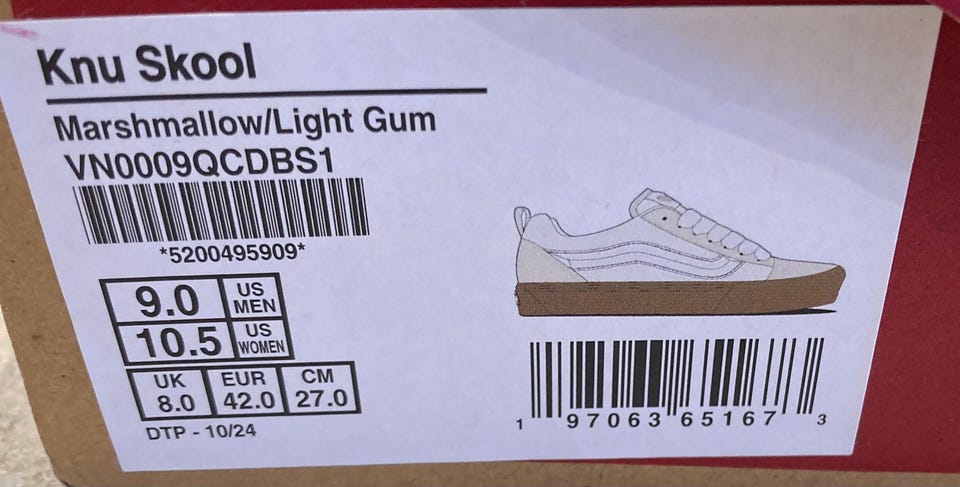 Knu Skool
Marshmallow/Light Gum
VN0009QCDBS1
*5200495909*
9.0 US MEN
10.5 US WOMEN
UK EUR CM
8.0 42.0 27.0
DTP - 10/24
1 97063 65167 3